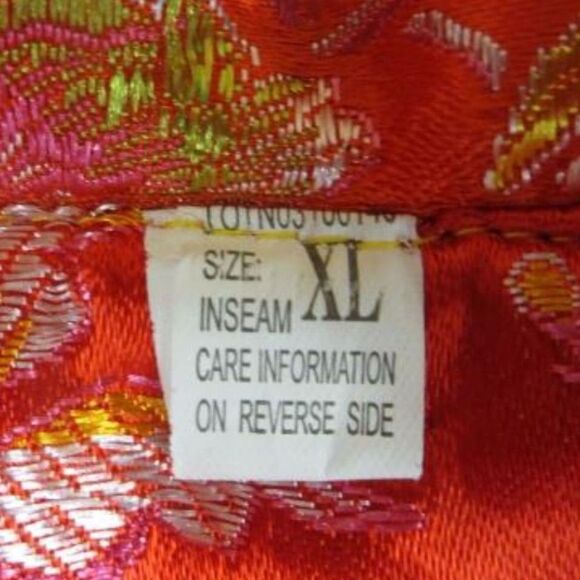 SIZE: XL
INSEAM
CARE INFORMATION
ON REVERSE SIDE